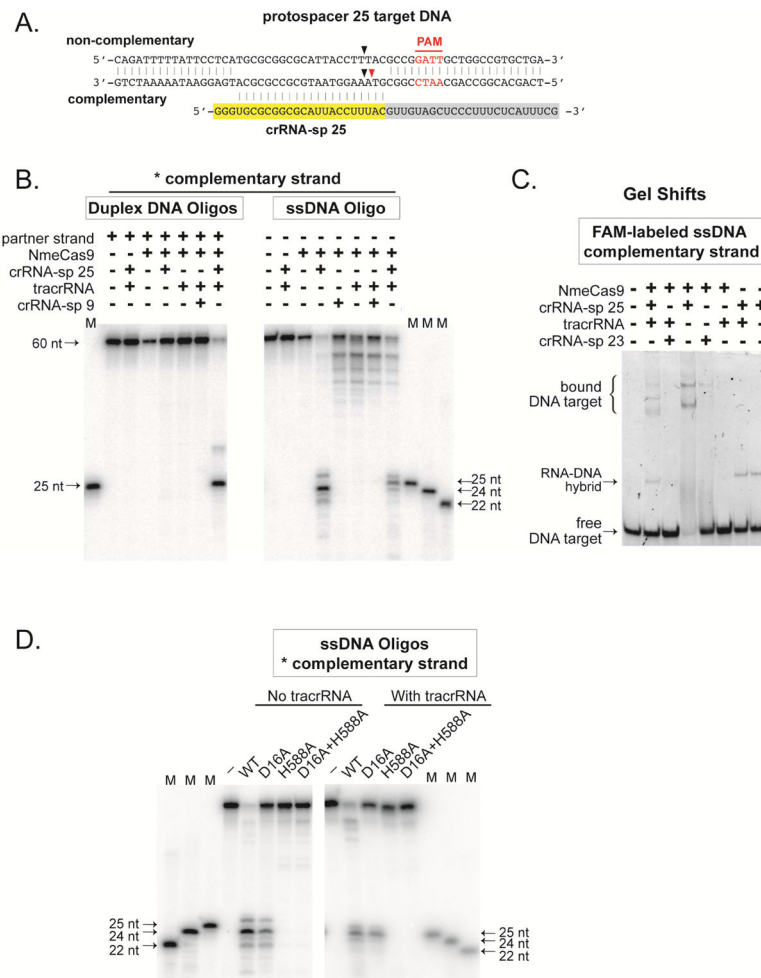 A.
protospacer 25 target DNA
non-complementary
PAM
5'-CAGATTTTTATTCCTCATGCGCGGCGCATTACCTTTACGCCGGATTGCTGGCCGTGCTGA-3'
3'-GTCTAAAAATAAGGAGTACGCGCCGCGTAATGGAAATGCGGCCTAACGACCGGCACGACT-5'
complementary
5'-GGGUGCGCGGCGCAUUACCUUUACGUUGUAGCUCCCUUUCUCAUUUCG -3'
crRNA-sp 25
B.
* complementary strand
Duplex DNA Oligos
ssDNA Oligo
partner strand + + + + + + + - - - - - - - -
NmeCas9 - - + + + + + - - + + + + + +
crRNA-sp 25 - + - + - - + - + - + - - - +
tracrRNA - + - - + + + - + - - - + + +
crRNA-sp 9 - - - - - + - - - - - + - + -
M
M M M
60 nt
25 nt
25 nt
24 nt
22 nt
C.
Gel Shifts
FAM-labeled ssDNA
complementary strand
NmeCas9 - + + + + + - -
crRNA-sp 25 - + - + - - + +
tracrRNA - + + - - + + -
crRNA-sp 23 - - + - + - - -
bound
DNA target
RNA-DNA
hybrid
free
DNA target
D.
ssDNA Oligos
* complementary strand
No tracrRNA
With tracrRNA
M M M – WT D16A H588A D16A+H588A
– WT D16A H588A D16A+H588A M M M
25 nt
24 nt
22 nt
25 nt
24 nt
22 nt